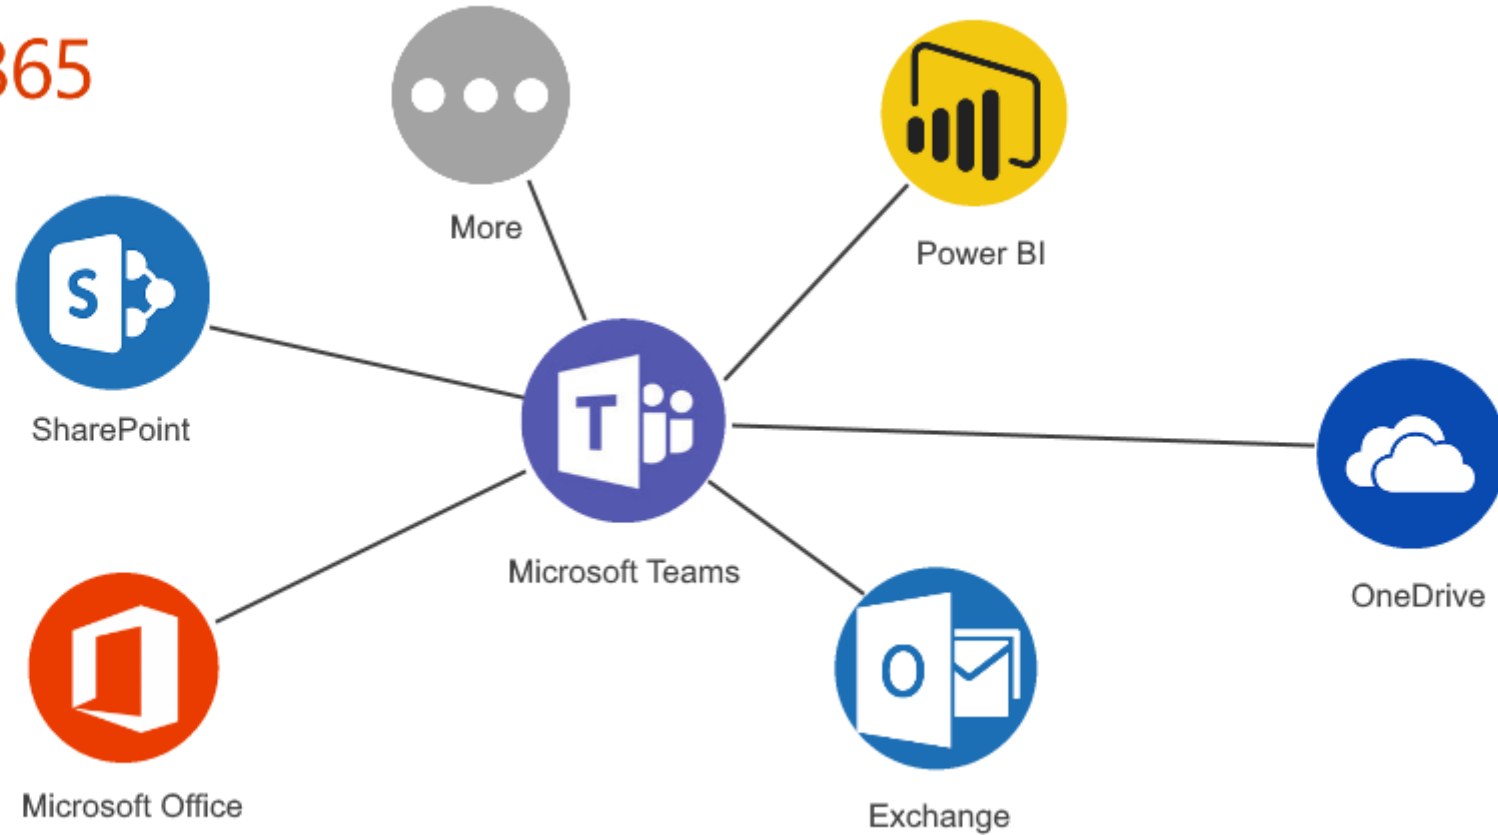 365
More
Power BI
S
SharePoint
T
Microsoft Teams
OneDrive
O
Microsoft Office
Exchange